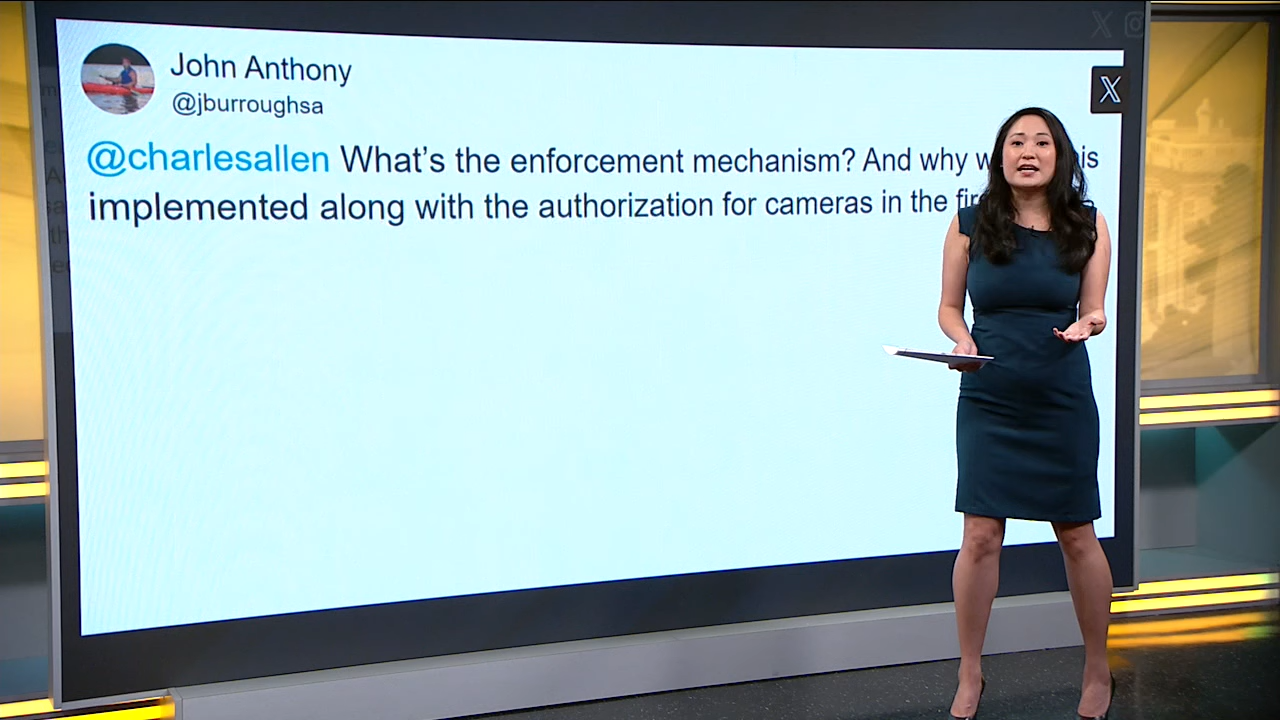 John Anthony
@jburroughsa
@charlesallen What’s the enforcement mechanism? And why
implemented along with the authorization for cameras in the